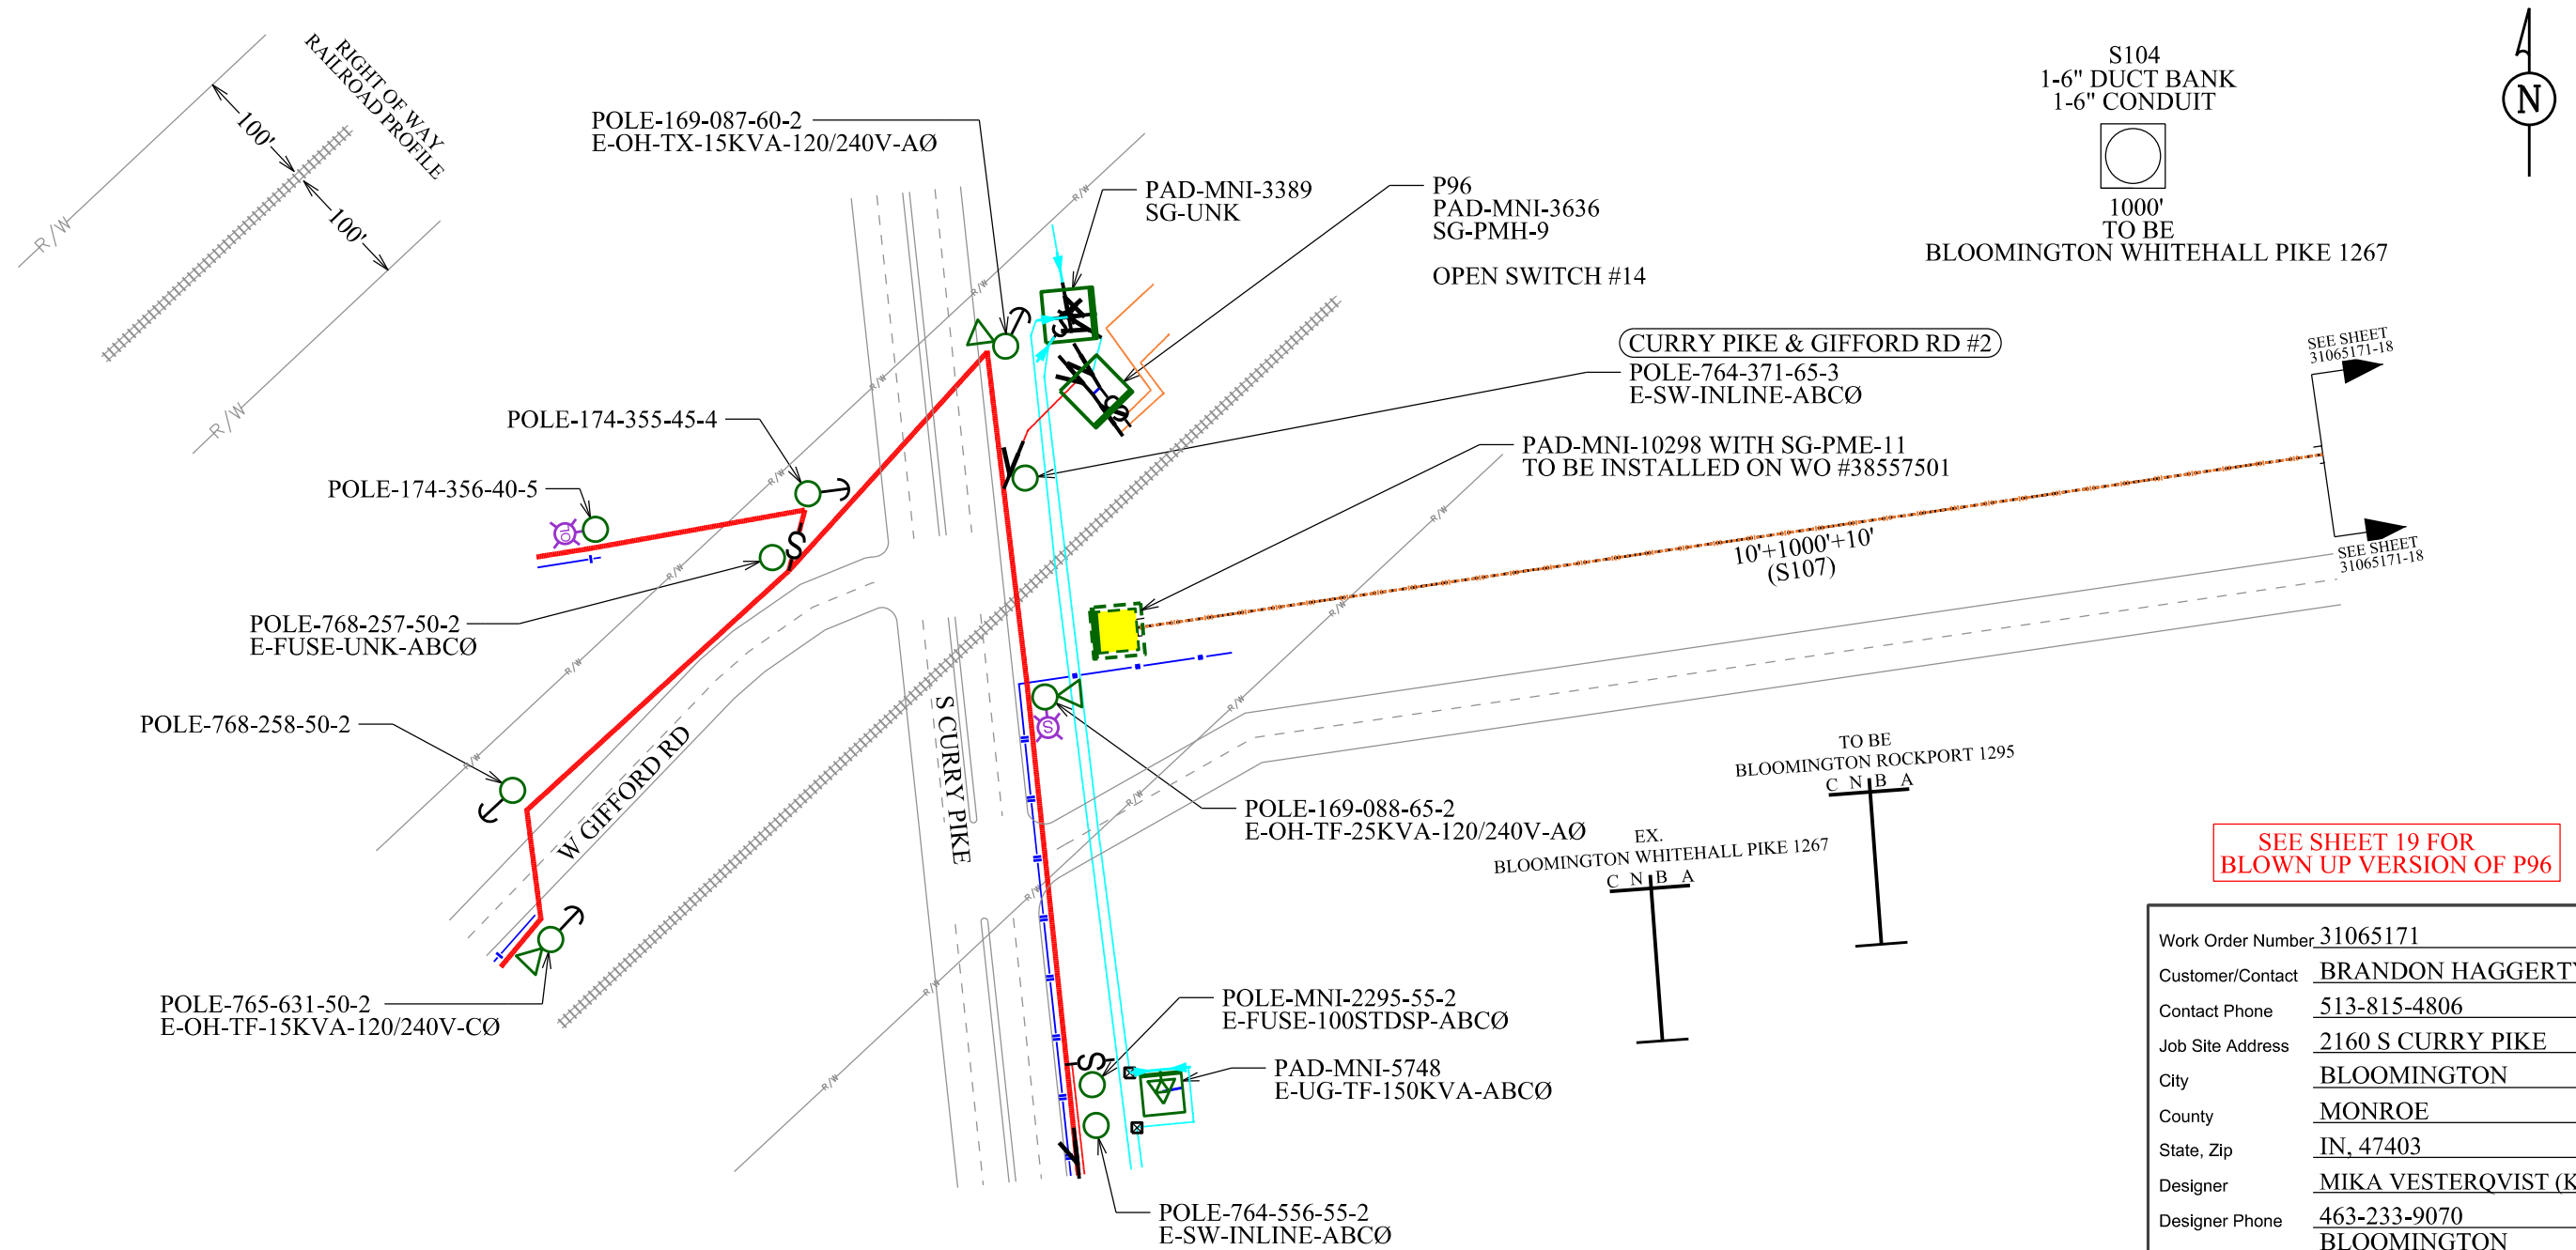 RIGHT OF WAY
RAILROAD PROFILE
100'
100'
R/W
R/W
POLE-169-087-60-2
E-OH-TX-15KVA-120/240V-AØ
PAD-MNI-3389
SG-UNK
P96
PAD-MNI-3636
SG-PMH-9
OPEN SWITCH #14
S104
1-6" DUCT BANK
1-6" CONDUIT
1000'
TO BE
BLOOMINGTON WHITEHALL PIKE 1267
N
CURRY PIKE & GIFFORD RD #2
POLE-764-371-65-3
E-SW-INLINE-ABCØ
SEE SHEET
31065171-18
POLE-174-355-45-4
PAD-MNI-10298 WITH SG-PME-11
TO BE INSTALLED ON WO #38557501
POLE-174-356-40-5
10'+1000'+10'
(S107)
SEE SHEET
31065171-18
POLE-768-257-50-2
E-FUSE-UNK-ABCØ
POLE-768-258-50-2
W GIFFORD RD
S CURRY PIKE
S
R/W
R/W
R/W
R/W
R/W
R/W
R/W
R/W
R/W
R/W
R/W
R/W
R/W
R/W
POLE-169-088-65-2
E-OH-TF-25KVA-120/240V-AØ
TO BE
BLOOMINGTON ROCKPORT 1295
C N B A
EX.
BLOOMINGTON WHITEHALL PIKE 1267
C N B A
SEE SHEET 19 FOR
BLOWN UP VERSION OF P96
POLE-765-631-50-2
E-OH-TF-15KVA-120/240V-CØ
POLE-MNI-2295-55-2
E-FUSE-100STDSP-ABCØ
PAD-MNI-5748
E-UG-TF-150KVA-ABCØ
POLE-764-556-55-2
E-SW-INLINE-ABCØ
Work Order Number 31065171
Customer/Contact BRANDON HAGGERTY
Contact Phone 513-815-4806
Job Site Address 2160 S CURRY PIKE
City BLOOMINGTON
County MONROE
State, Zip IN, 47403
Designer MIKA VESTERQVIST (K
Designer Phone 463-233-9070
BLOOMINGTON